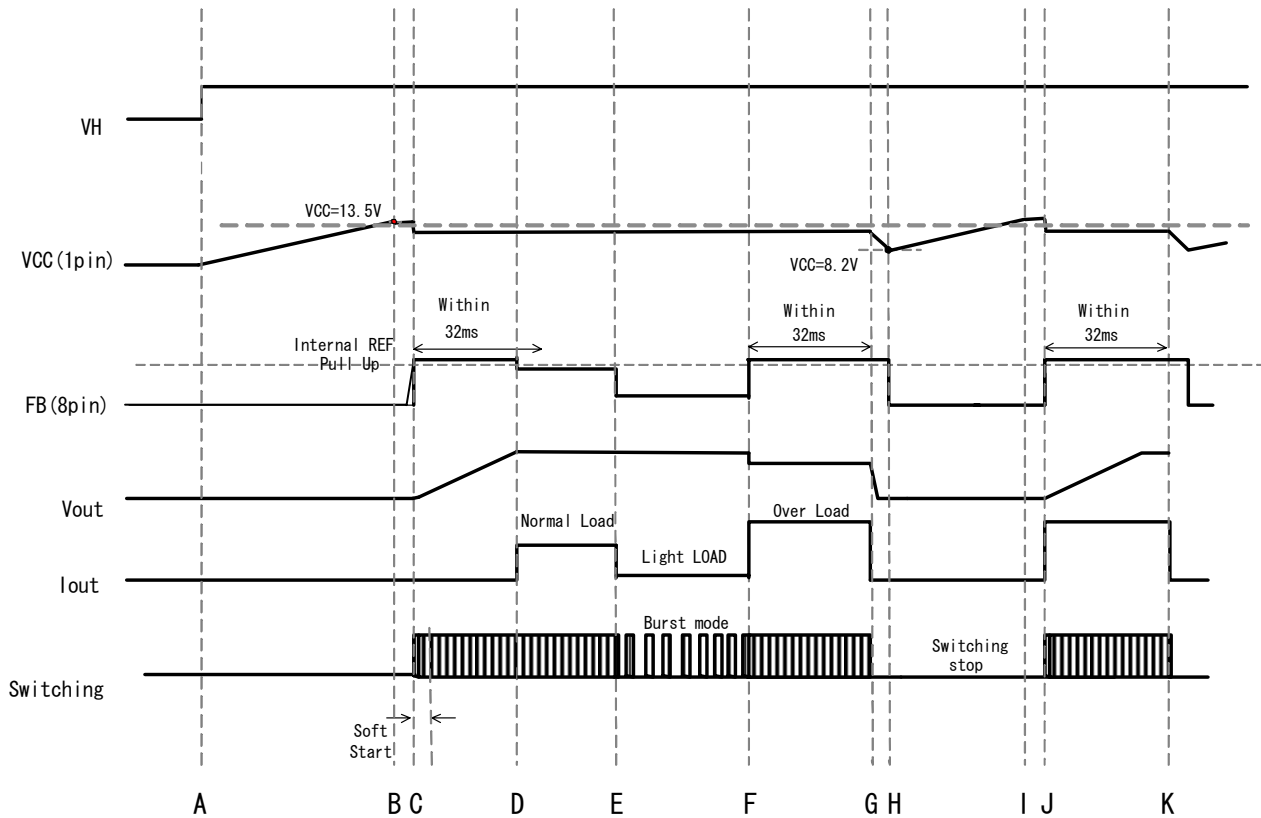 VH
VCC=13.5V
VCC(1pin)
VCC=8.2V
Within
32ms
Within
32ms
Within
32ms
Internal REF
Pull Up
FB(8pin)
Vout
Normal Load
Over Load
Light LOAD
Iout
Burst mode
Switching
stop
Switching
Soft
Start
A B C D E F G H I J K